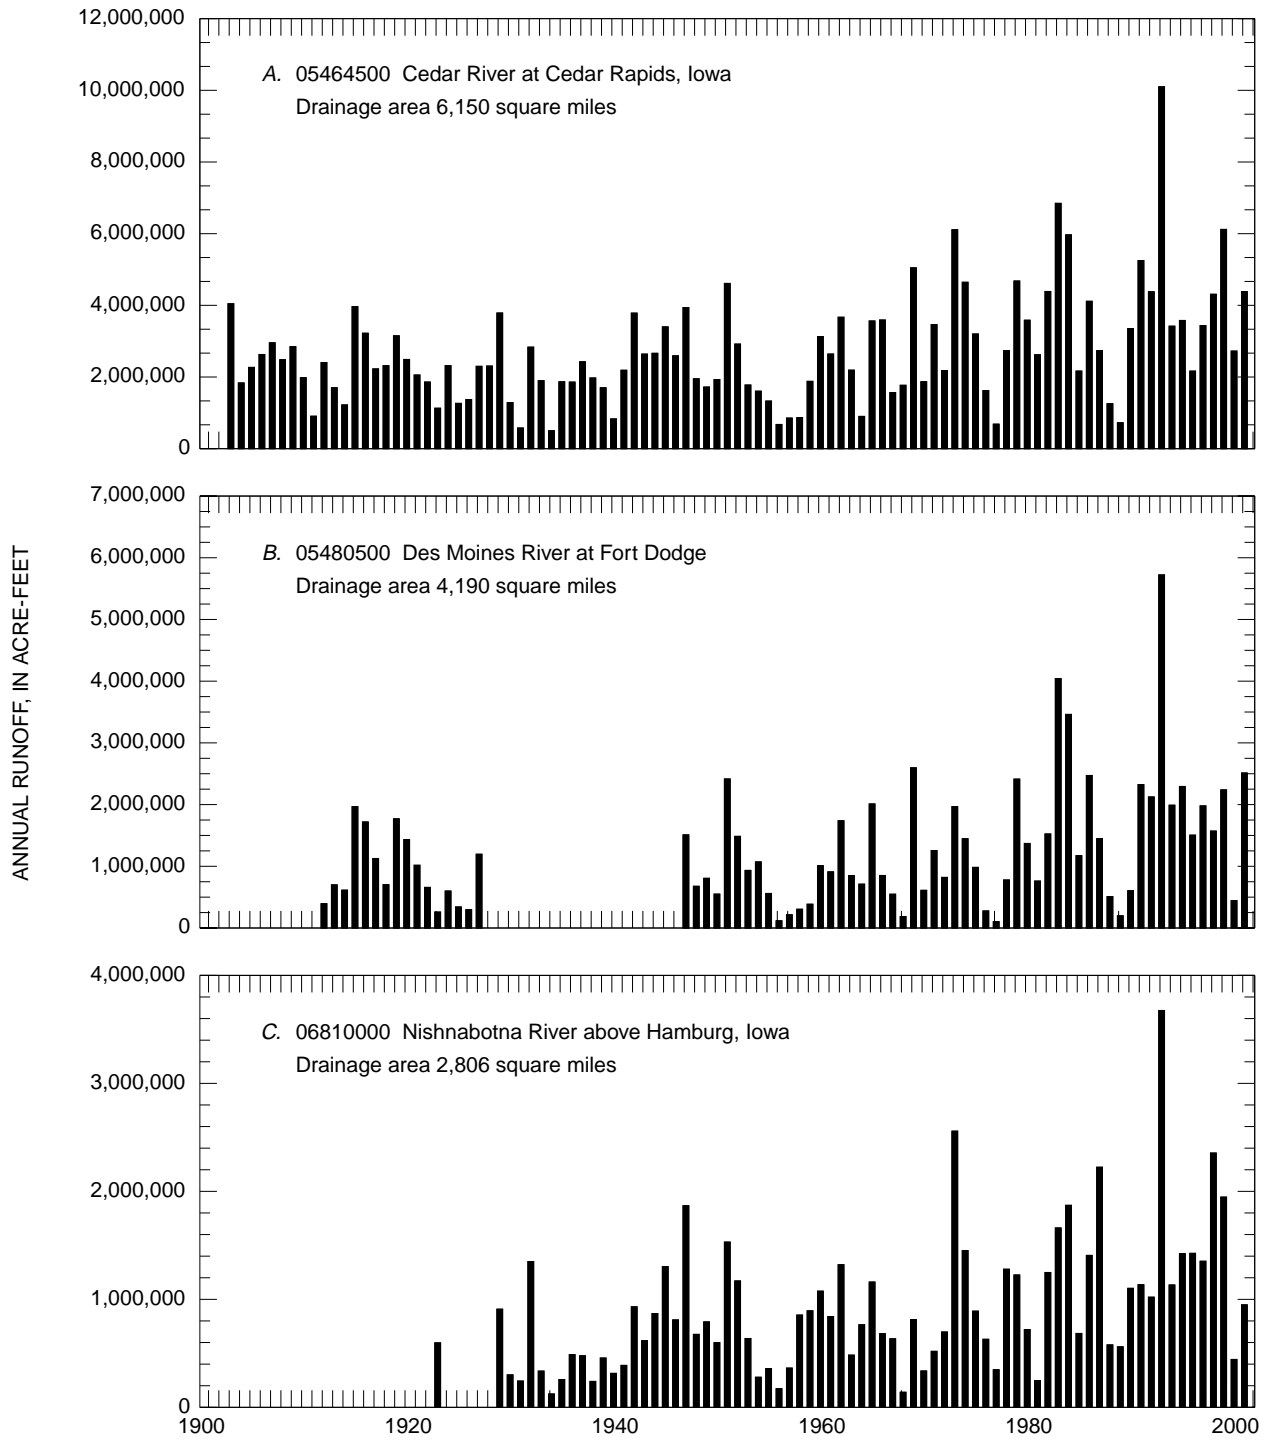 12,000,000
10,000,000
8,000,000
6,000,000
4,000,000
2,000,000
0
A. 05464500 Cedar River at Cedar Rapids, Iowa
Drainage area 6,150 square miles
7,000,000
6,000,000
5,000,000
4,000,000
3,000,000
2,000,000
1,000,000
0
B. 05480500 Des Moines River at Fort Dodge
Drainage area 4,190 square miles
ANNUAL RUNOFF, IN ACRE-FEET
4,000,000
3,000,000
2,000,000
1,000,000
0
C. 06810000 Nishnabotna River above Hamburg, Iowa
Drainage area 2,806 square miles
1900 1920 1940 1960 1980 2000